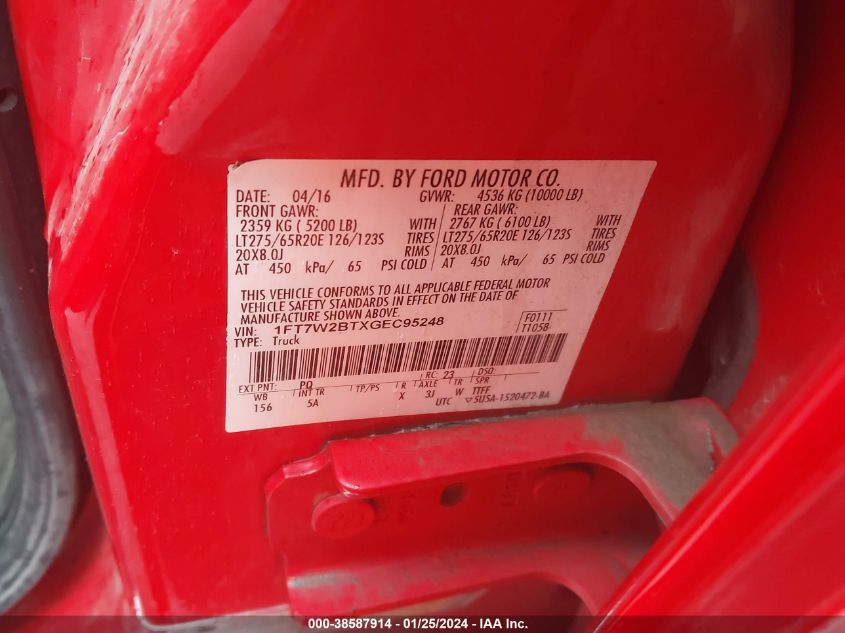 MFD. BY FORD MOTOR CO.
DATE: 04/16 GVWR: 4536 KG (10000 LB)
FRONT GAWR: REAR GAWR:
2359 KG ( 5200 LB) WITH 2767 KG ( 6100 LB) WITH
LT275/65R20E 126/123S TIRES LT275/65R20E 126/123S TIRES
20X8.0J RIMS 20X8.0J RIMS
AT 450 kPa/ 65 PSI COLD AT 450 kPa/ 65 PSI COLD
THIS VEHICLE CONFORMS TO ALL APPLICABLE FEDERAL MOTOR
VEHICLE SAFETY STANDARDS IN EFFECT ON THE DATE OF
MANUFACTURE SHOWN ABOVE.
VIN: 1FT7W2BTXGEC95248 F0111
TYPE: Truck T1058
EXT PNT: PQ RC: 23 DSO:
WB INT TR TP/PS R AXLE TR SPR
156 5A X 3J W TTFF
UTC ▽5U5A-1520472-BA
000-38587914 - 01/25/2024 - IAA Inc.